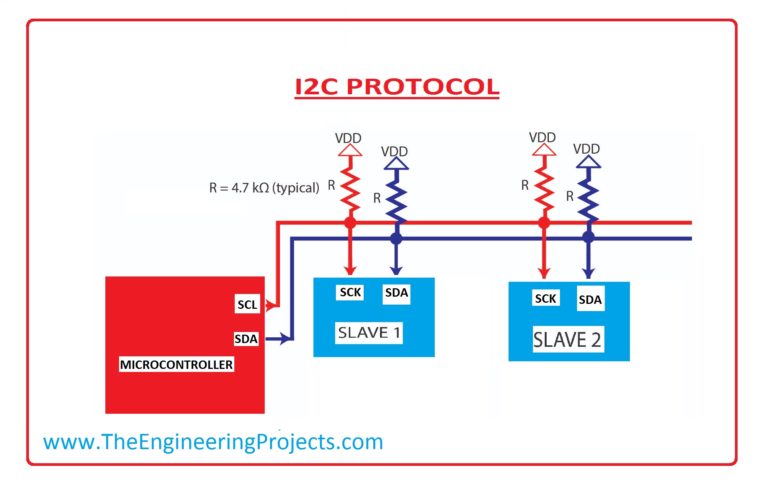 I2C PROTOCOL
VDD
VDD
VDD
VDD
R = 4.7 kΩ (typical)
R
R
R
R
SCL
SDA
MICROCONTROLLER
SCK
SDA
SLAVE 1
SCK
SDA
SLAVE 2
www.TheEngineeringProjects.com